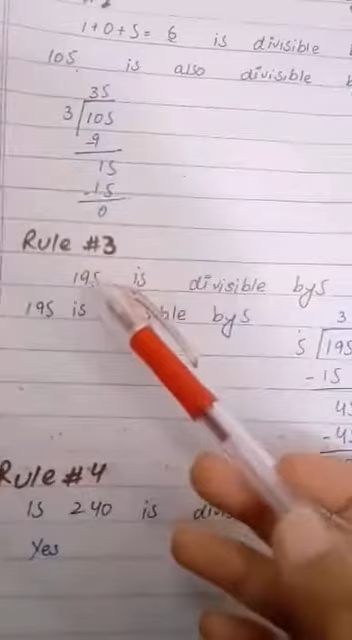 1+0+5= 6 is divisible
105 is also divisible
35
3 105
-9
15
-15
0
Rule #3
195 is divisible by 5
195 is by 5
3
5 195
-15
45
-45
Rule #4
Is 240 is
Yes